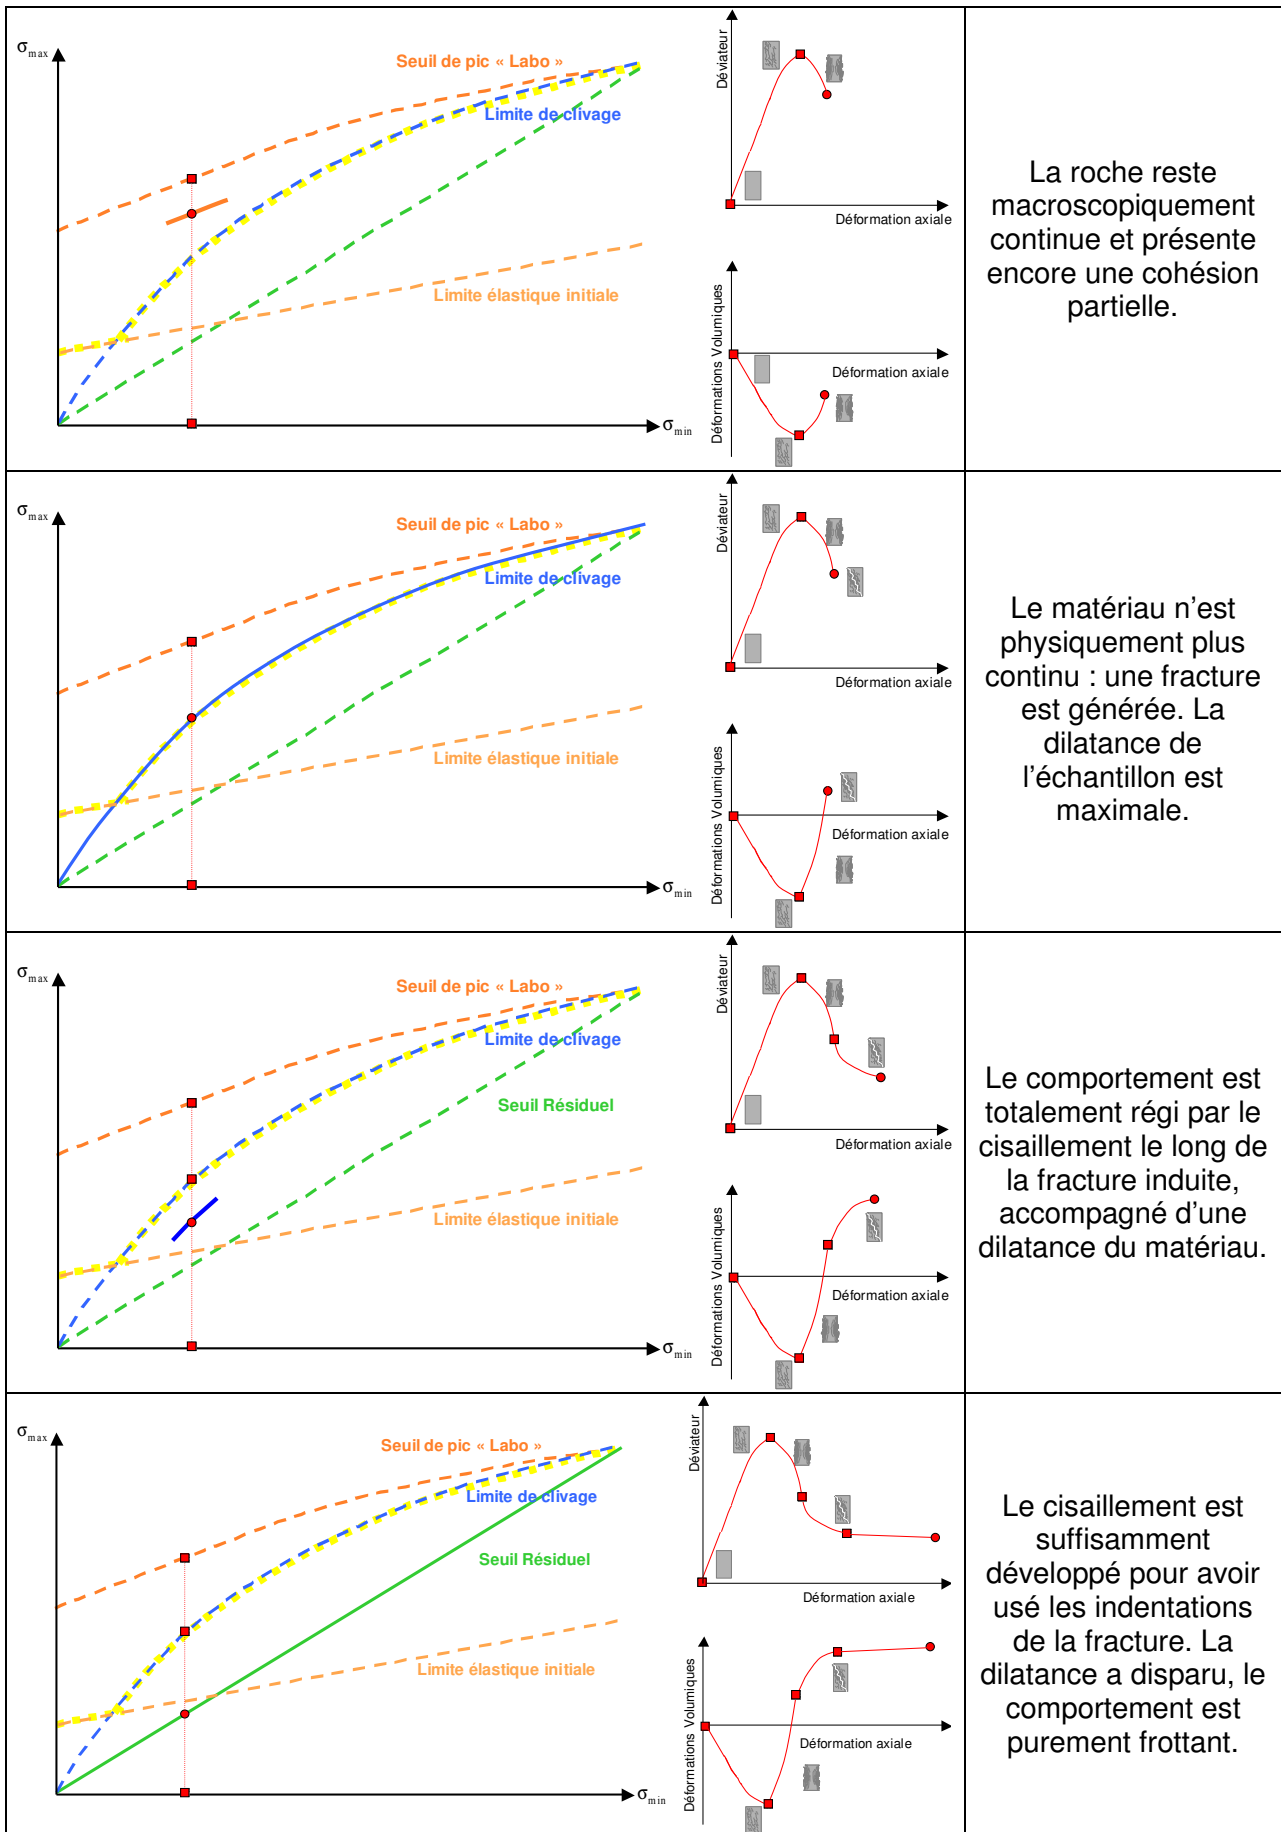 σmax
Seuil de pic « Labo »
Limite de clivage
Limite élastique initiale
σmin
Déviateur
Déformation axiale
Déformations Volumiques
Déformation axiale
La roche reste
macroscopiquement
continue et présente
encore une cohésion
partielle.
σmax
Seuil de pic « Labo »
Limite de clivage
Limite élastique initiale
σmin
Déviateur
Déformation axiale
Déformations Volumiques
Déformation axiale
Le matériau n’est
physiquement plus
continu : une fracture
est générée. La
dilatance de
l’échantillon est
maximale.
σmax
Seuil de pic « Labo »
Limite de clivage
Seuil Résiduel
Limite élastique initiale
σmin
Déviateur
Déformation axiale
Déformations Volumiques
Déformation axiale
Le comportement est
totalement régi par le
cisaillement le long de
la fracture induite,
accompagné d’une
dilatance du matériau.
σmax
Seuil de pic « Labo »
Limite de clivage
Seuil Résiduel
Limite élastique initiale
σmin
Déviateur
Déformation axiale
Déformations Volumiques
Déformation axiale
Le cisaillement est
suffisamment
développé pour avoir
usé les indentations
de la fracture. La
dilatance a disparu, le
comportement est
purement frottant.